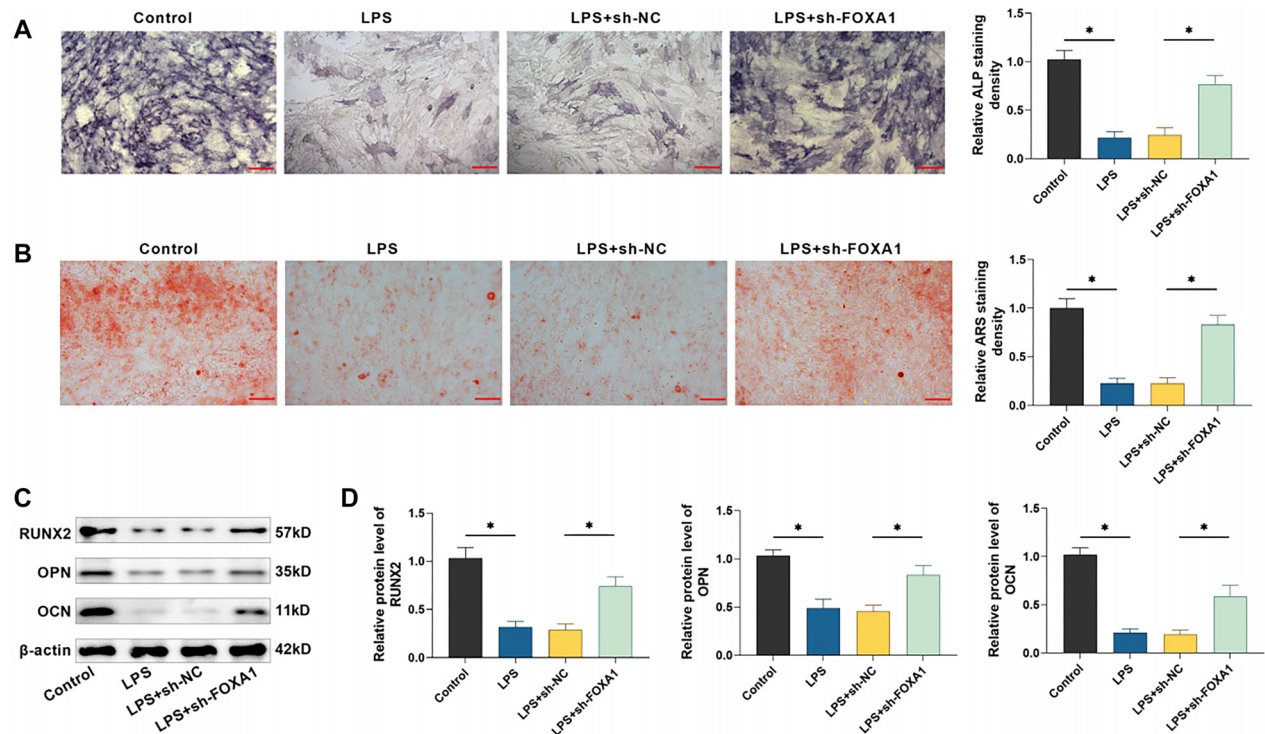 A
Control
LPS
LPS+sh-NC
LPS+sh-FOXA1
Relative ALP staining
density
1.5
1.0
0.5
0.0
*
*
Control
LPS
LPS+sh-NC
LPS+sh-FOXA1
B
Control
LPS
LPS+sh-NC
LPS+sh-FOXA1
Relative ARS staining
density
1.5
1.0
0.5
0.0
*
*
Control
LPS
LPS+sh-NC
LPS+sh-FOXA1
C
RUNX2
57kD
OPN
35kD
OCN
11kD
β-actin
42kD
Control
LPS
LPS+sh-NC
LPS+sh-FOXA1
D
Relative protein level of
RUNX2
1.5
1.0
0.5
0.0
*
*
Control
LPS
LPS+sh-NC
LPS+sh-FOXA1
Relative protein level of
OPN
1.5
1.0
0.5
0.0
*
*
Control
LPS
LPS+sh-NC
LPS+sh-FOXA1
Relative protein level of
OCN
1.5
1.0
0.5
0.0
*
*
Control
LPS
LPS+sh-NC
LPS+sh-FOXA1